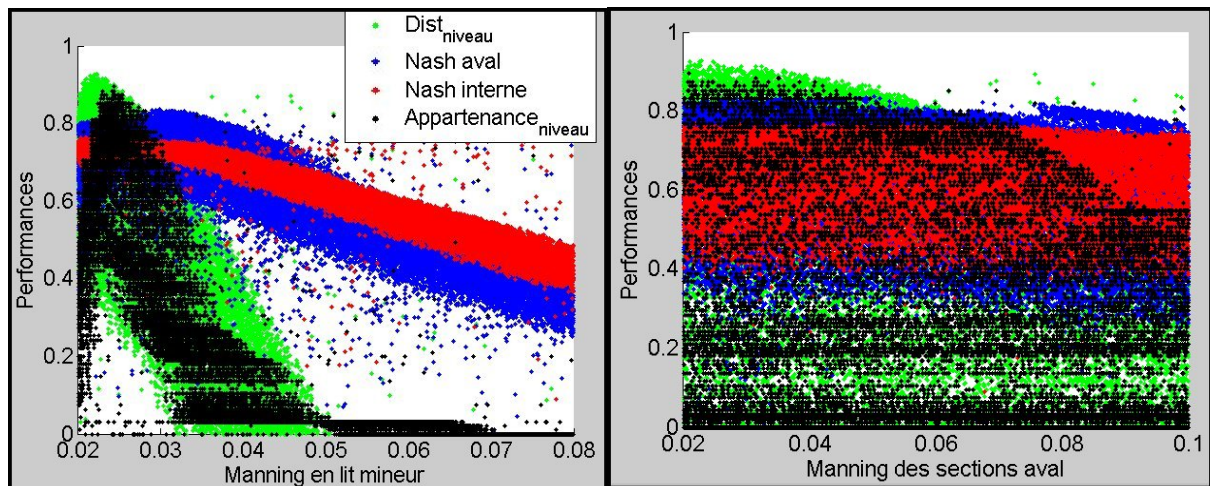 Dist niveau
Nash aval
Nash interne
Appartenance niveau
Performances
1
0.8
0.6
0.4
0.2
0
0.02 0.03 0.04 0.05 0.06 0.07 0.08
Manning en lit mineur
Performances
1
0.8
0.6
0.4
0.2
0
0.02 0.04 0.06 0.08 0.1
Manning des sections aval